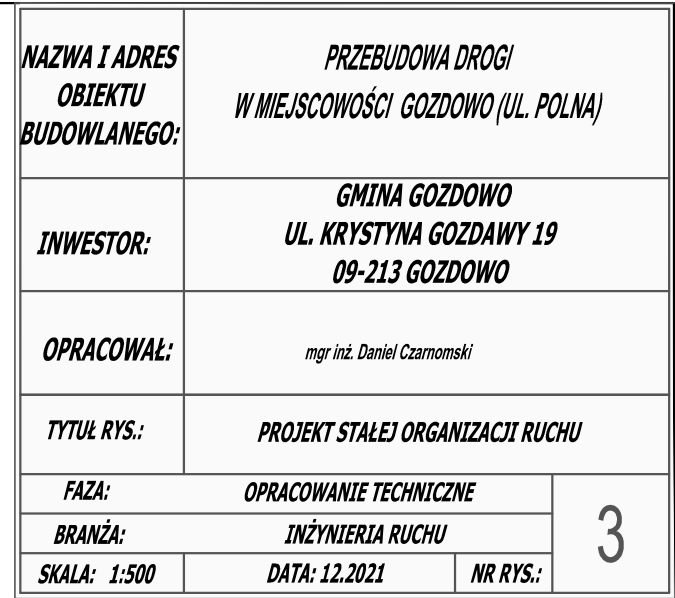 NAZWA I ADRES
OBIEKTU
BUDOWLANEGO:
PRZEBUDOWA DROGI
W MIEJSCOWOŚCI GOZDOWO (UL. POLNA)
INWESTOR:
GMINA GOZDOWO
UL. KRYSTYNA GOZDAWY 19
09-213 GOZDOWO
OPRACOWAŁ:
mgr inż. Daniel Czarnomski
TYTUŁ RYS.:
PROJEKT STAŁEJ ORGANIZACJI RUCHU
FAZA:
OPRACOWANIE TECHNICZNE
BRANŻA:
INŻYNIERIA RUCHU
SKALA: 1:500
DATA: 12.2021
NR RYS.:
3